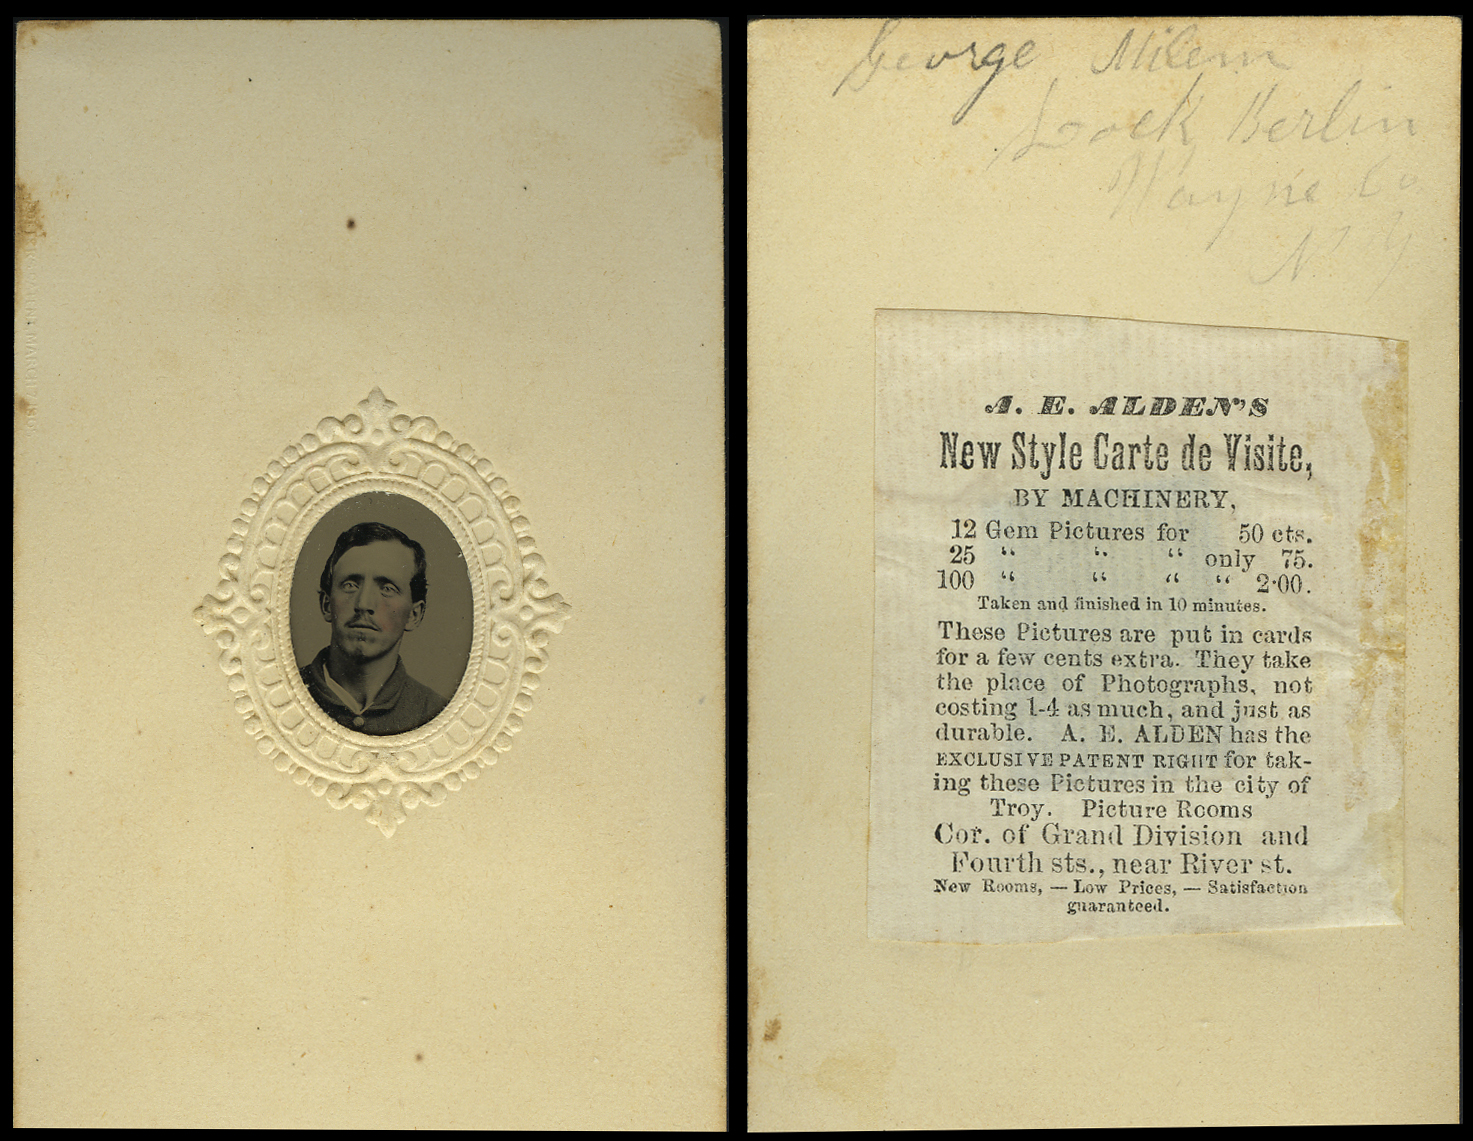 George Milem
Lock Berlin
Wayne Co
N Y
A. E. ALDEN'S
New Style Carte de Visite,
BY MACHINERY,
12 Gem Pictures for 50 cts.
25 “ “ “ only 75.
100 “ “ “ “ 2·00.
Taken and finished in 10 minutes.
These Pictures are put in cards
for a few cents extra. They take
the place of Photographs, not
costing 1-4 as much, and just as
durable. A. E. ALDEN has the
EXCLUSIVE PATENT RIGHT for tak-
ing these Pictures in the city of
Troy. Picture Rooms
Cor. of Grand Division and
Fourth sts., near River st.
New Rooms, — Low Prices, — Satisfaction
guaranteed.